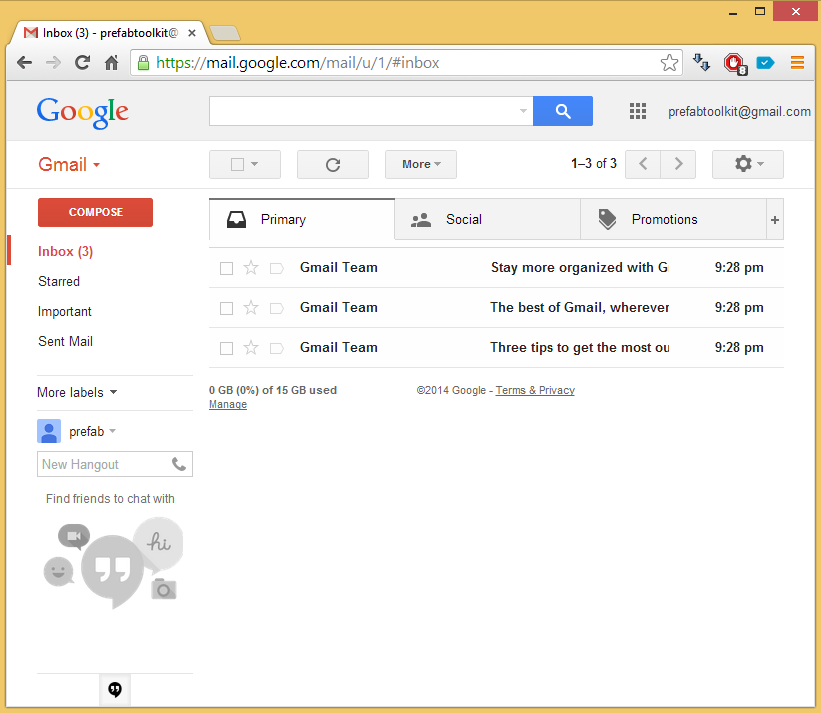 Inbox (3) - prefabtoolkit@
https://mail.google.com/mail/u/1/#inbox
8
Google
prefabtoolkit@gmail.com
Gmail
More
1–3 of 3
COMPOSE
Primary
Social
Promotions
+
Inbox (3)
Starred
Important
Sent Mail
Gmail Team Stay more organized with G 9:28 pm
Gmail Team The best of Gmail, wherever 9:28 pm
Gmail Team Three tips to get the most ou 9:28 pm
0 GB (0%) of 15 GB used
Manage
©2014 Google - Terms & Privacy
More labels
prefab
New Hangout
Find friends to chat with
hi